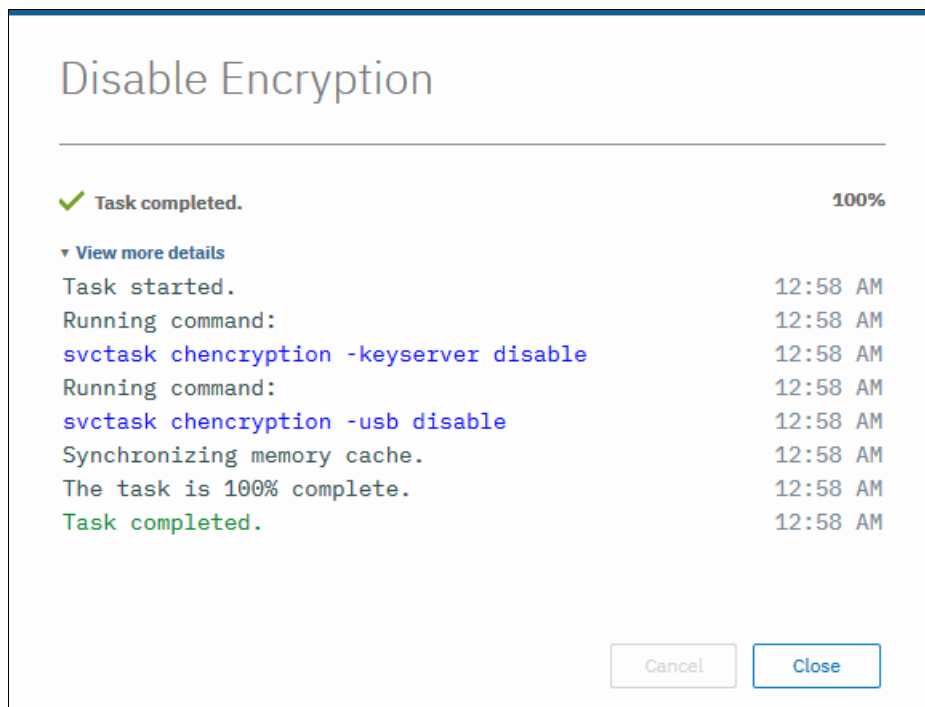 Disable Encryption
Task completed. 100%
View more details
Task started. 12:58 AM
Running command: 12:58 AM
svctask chencryption -keyserver disable 12:58 AM
Running command: 12:58 AM
svctask chencryption -usb disable 12:58 AM
Synchronizing memory cache. 12:58 AM
The task is 100% complete. 12:58 AM
Task completed. 12:58 AM
Cancel Close